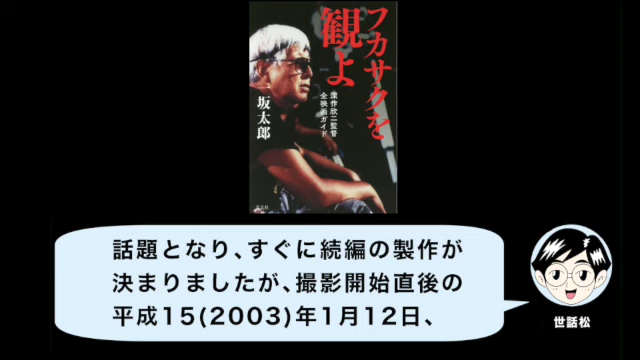 フカサクを
観よ
深作欣二監督
全映画ガイド
一坂太郎
話題となり､すぐに続編の製作が
決まりましたが､撮影開始直後の
平成15(2003)年1月12日､
世話松